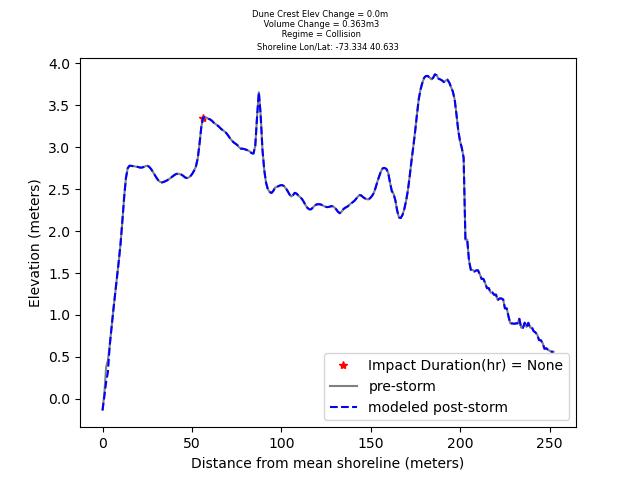 Dune Crest Elev Change = 0.0m
Volume Change = 0.363m3
Regime = Collision
Shoreline Lon/Lat: -73.334 40.633
4.0
3.5
3.0
2.5
2.0
1.5
1.0
0.5
0.0
Elevation (meters)
Impact Duration(hr) = None
pre-storm
modeled post-storm
0 50 100 150 200 250
Distance from mean shoreline (meters)